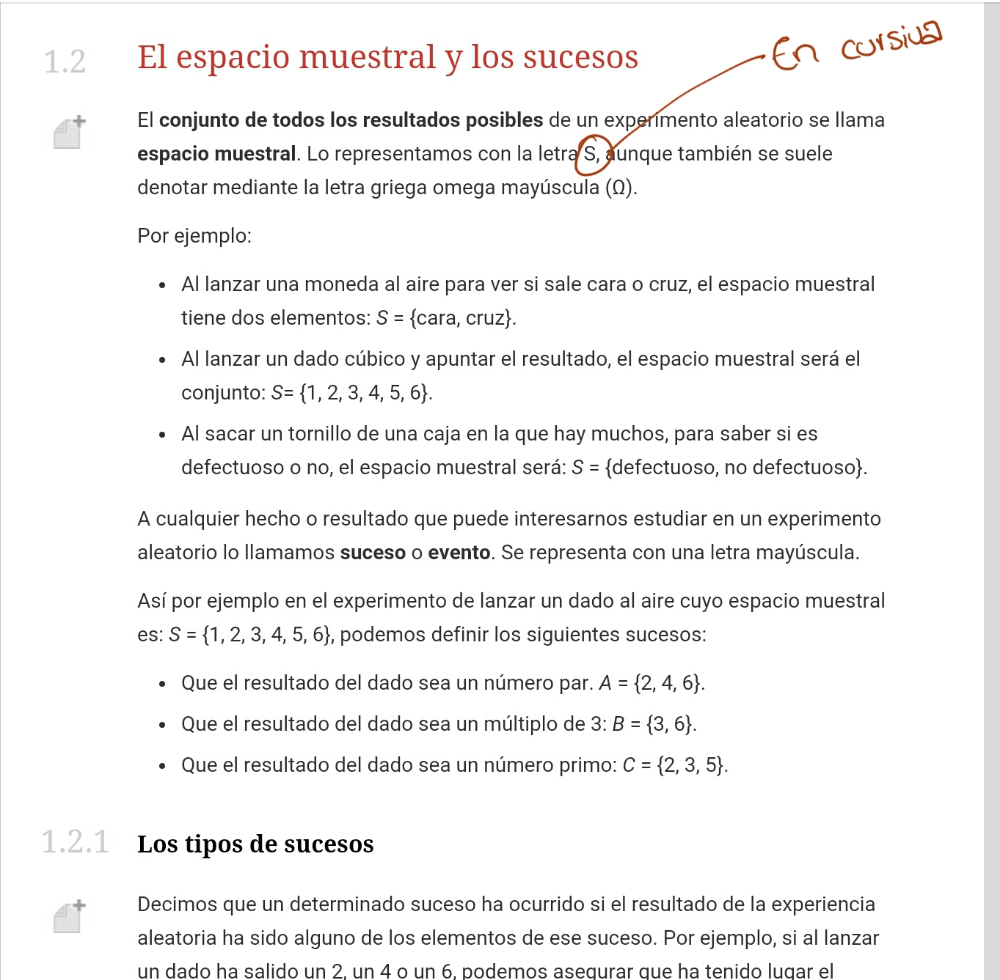 En cursiva
1.2 El espacio muestral y los sucesos
El conjunto de todos los resultados posibles de un experimento aleatorio se llama
espacio muestral. Lo representamos con la letra S, aunque también se suele
denotar mediante la letra griega omega mayúscula (Ω).
Por ejemplo:
• Al lanzar una moneda al aire para ver si sale cara o cruz, el espacio muestral
tiene dos elementos: S = {cara, cruz}.
• Al lanzar un dado cúbico y apuntar el resultado, el espacio muestral será el
conjunto: S= {1, 2, 3, 4, 5, 6}.
• Al sacar un tornillo de una caja en la que hay muchos, para saber si es
defectuoso o no, el espacio muestral será: S = {defectuoso, no defectuoso}.
A cualquier hecho o resultado que puede interesarnos estudiar en un experimento
aleatorio lo llamamos suceso o evento. Se representa con una letra mayúscula.
Así por ejemplo en el experimento de lanzar un dado al aire cuyo espacio muestral
es: S = {1, 2, 3, 4, 5, 6}, podemos definir los siguientes sucesos:
• Que el resultado del dado sea un número par. A = {2, 4, 6}.
• Que el resultado del dado sea un múltiplo de 3: B = {3, 6}.
• Que el resultado del dado sea un número primo: C = {2, 3, 5}.
1.2.1 Los tipos de sucesos
Decimos que un determinado suceso ha ocurrido si el resultado de la experiencia
aleatoria ha sido alguno de los elementos de ese suceso. Por ejemplo, si al lanzar
un dado ha salido un 2, un 4 o un 6, podemos asegurar que ha tenido lugar el